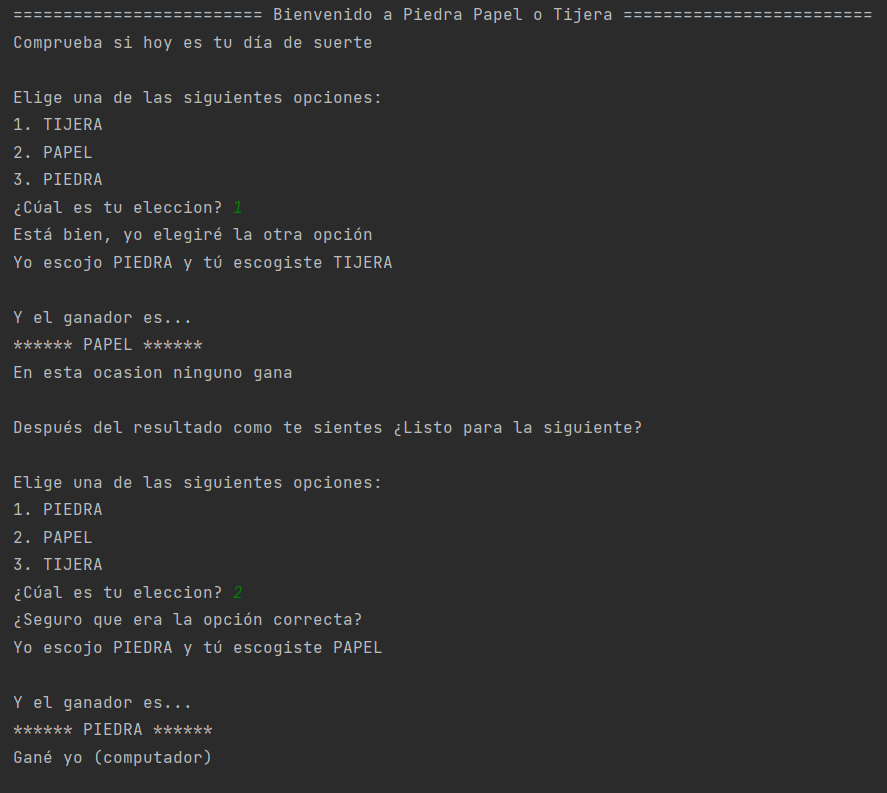 ========================= Bienvenido a Piedra Papel o Tijera =========================
Comprueba si hoy es tu día de suerte
Elige una de las siguientes opciones:
1. TIJERA
2. PAPEL
3. PIEDRA
¿Cúal es tu eleccion? 1
Está bien, yo elegiré la otra opción
Yo escojo PIEDRA y tú escogiste TIJERA
Y el ganador es...
****** PAPEL ******
En esta ocasion ninguno gana
Después del resultado como te sientes ¿Listo para la siguiente?
Elige una de las siguientes opciones:
1. PIEDRA
2. PAPEL
3. TIJERA
¿Cúal es tu eleccion? 2
¿Seguro que era la opción correcta?
Yo escojo PIEDRA y tú escogiste PAPEL
Y el ganador es...
****** PIEDRA ******
Gané yo (computador)